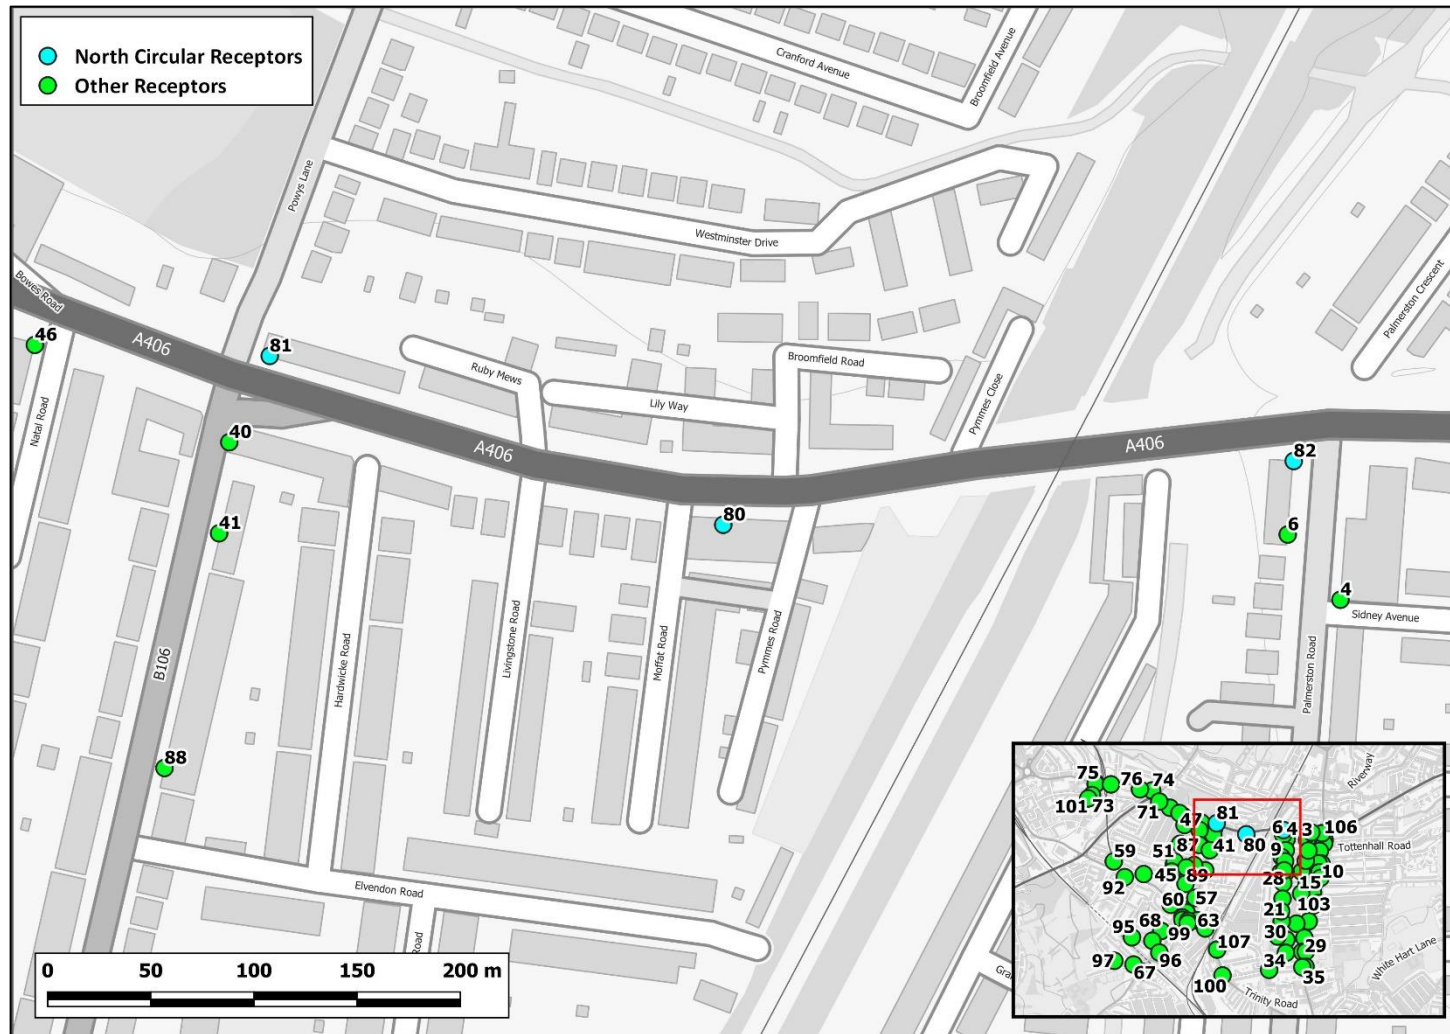 North Circular Receptors
Other Receptors
Cranford Avenue
Broomfield Avenue
Powys Lane
Westminster Drive
Palmerston Crescent
Bowes Road
46
A406
81
Ruby Mews
Broomfield Road
Lily Way
Pymmes Close
Natal Road
40
A406
A406
82
80
41
6
4
Sidney Avenue
B106
Hardwicke Road
Livingstone Road
Moffat Road
Pymmes Road
Palmerston Road
88
Elvendon Road
Road
0 50 100 150 200 m
75 76 74
101 73 71
47 81 6 4 3 106
Riverway
87 41 80 9 Tottenhall Road
59 51
92 45 89 28 15 10
60 57 21 103
95 68 99 63 30 29
97 67 96 107 34 35
100
White Hart Lane
Trinity Road